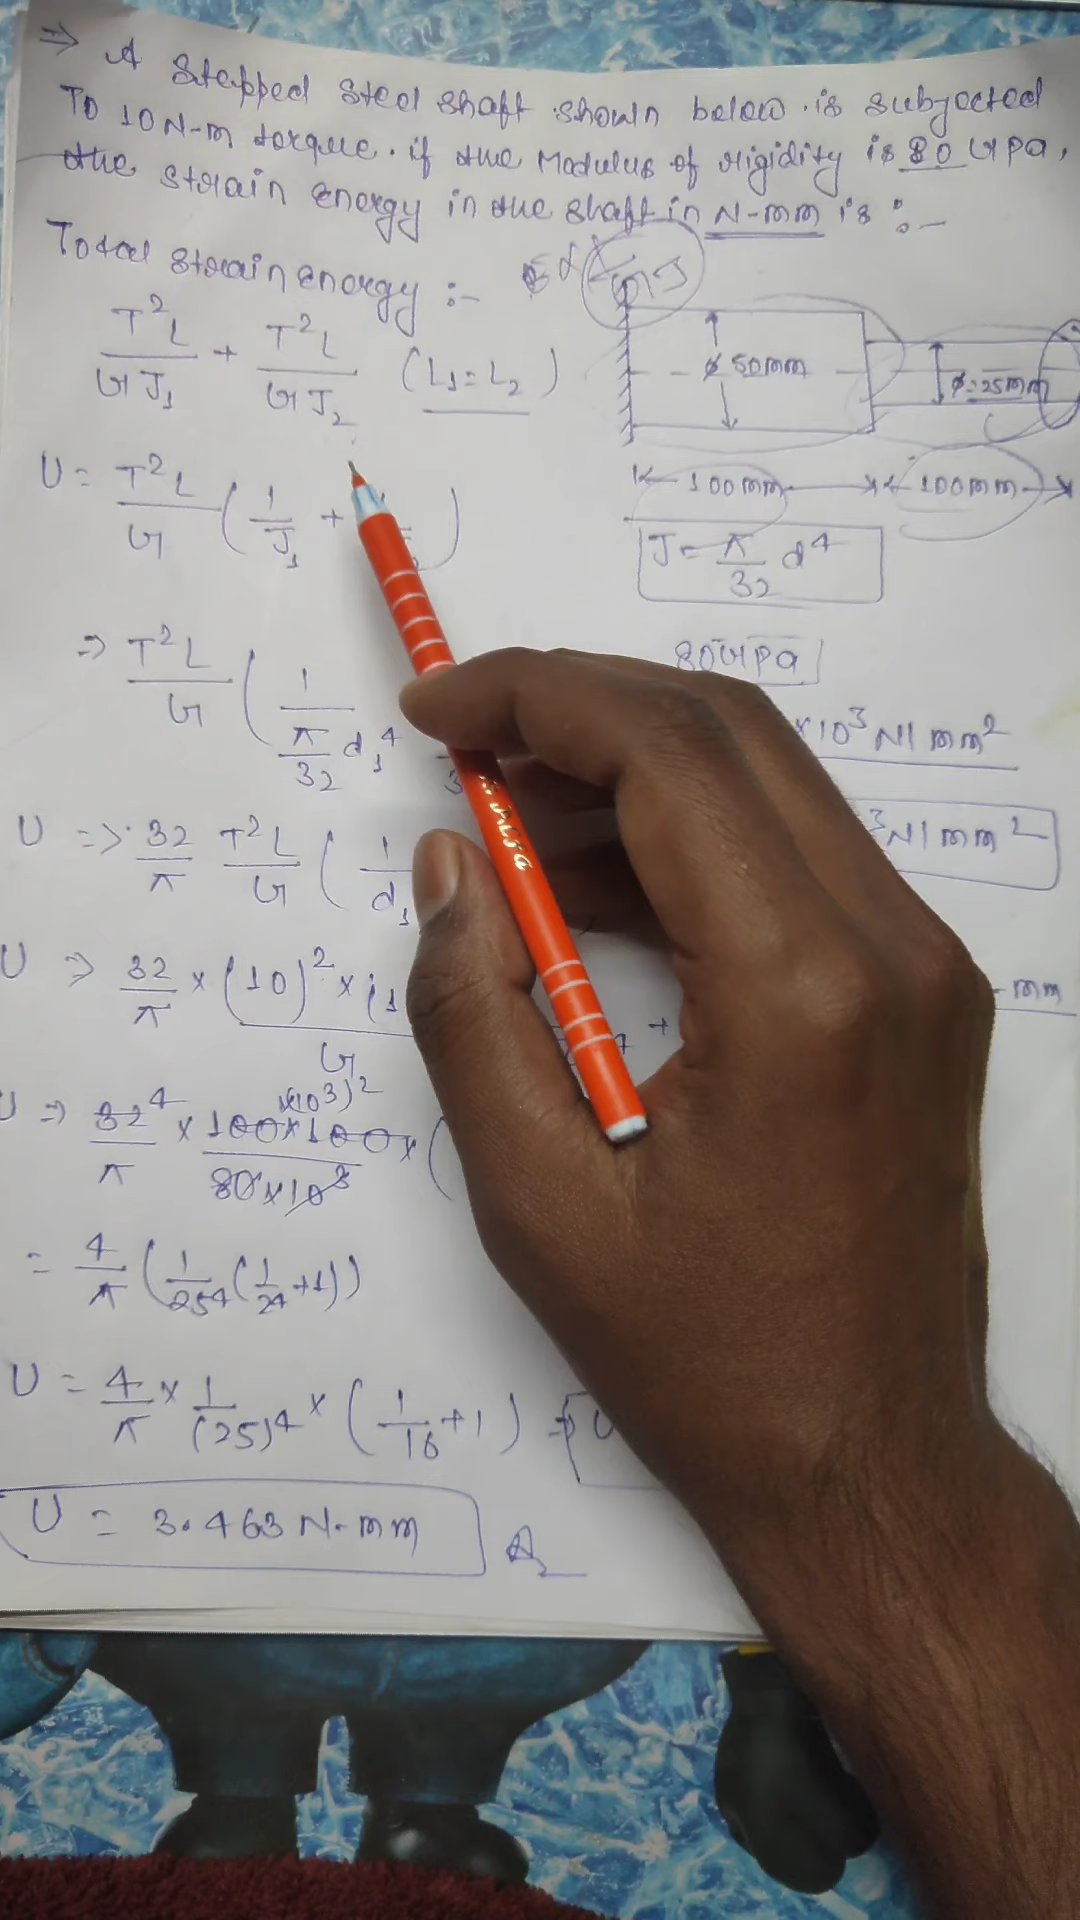 ⇒ A stepped steel shaft shown below is subjected
To 10 N-m torque. if the Modulus of rigidity is 80 GPa,
the strain energy in the shaft in N-mm is :-
Total strain energy :-
T²L/GJ₁ + T²L/GJ₂ (L₁=L₂)
φ 50mm
φ=25mm
100mm
100mm
U = T²L/G (1/J₁ +
J = π/32 d⁴
⇒ T²L/G ( 1/(π/32 d₁⁴
80GPa
×10³ N/mm²
U ⇒ 32/π T²L/G ( 1/d₁
³N/mm²
U ⇒ 32/π × (10)² × (1
G
-mm
U ⇒ 32⁴/π × 100×100×(10³)²/80×10³ × (
= 4/π (1/25⁴ (1/2⁴ +1))
U = 4/π × 1/(25)⁴ × (1/16 +1) ⇒ U
U = 3.463 N.mm